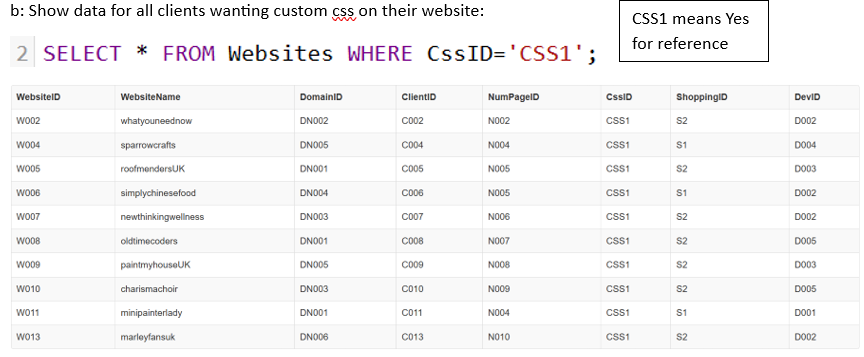 b: Show data for all clients wanting custom css on their website:
CSS1 means Yes
for reference
2 SELECT * FROM Websites WHERE CssID='CSS1';
WebsiteID WebsiteName DomainID ClientID NumPageID CssID ShoppingID DevID
W002 whatyouneednow DN002 C002 N002 CSS1 S2 D002
W004 sparrowcrafts DN005 C004 N004 CSS1 S1 D004
W005 roofmendersUK DN001 C005 N005 CSS1 S2 D003
W006 simplychinesefood DN004 C006 N005 CSS1 S1 D002
W007 newthinkingwellness DN003 C007 N006 CSS1 S2 D002
W008 oldtimecoders DN001 C008 N007 CSS1 S2 D005
W009 paintmyhouseUK DN005 C009 N008 CSS1 S2 D003
W010 charismachoir DN003 C010 N009 CSS1 S2 D005
W011 minipainterlady DN001 C011 N004 CSS1 S1 D001
W013 marleyfansuk DN006 C013 N010 CSS1 S2 D002